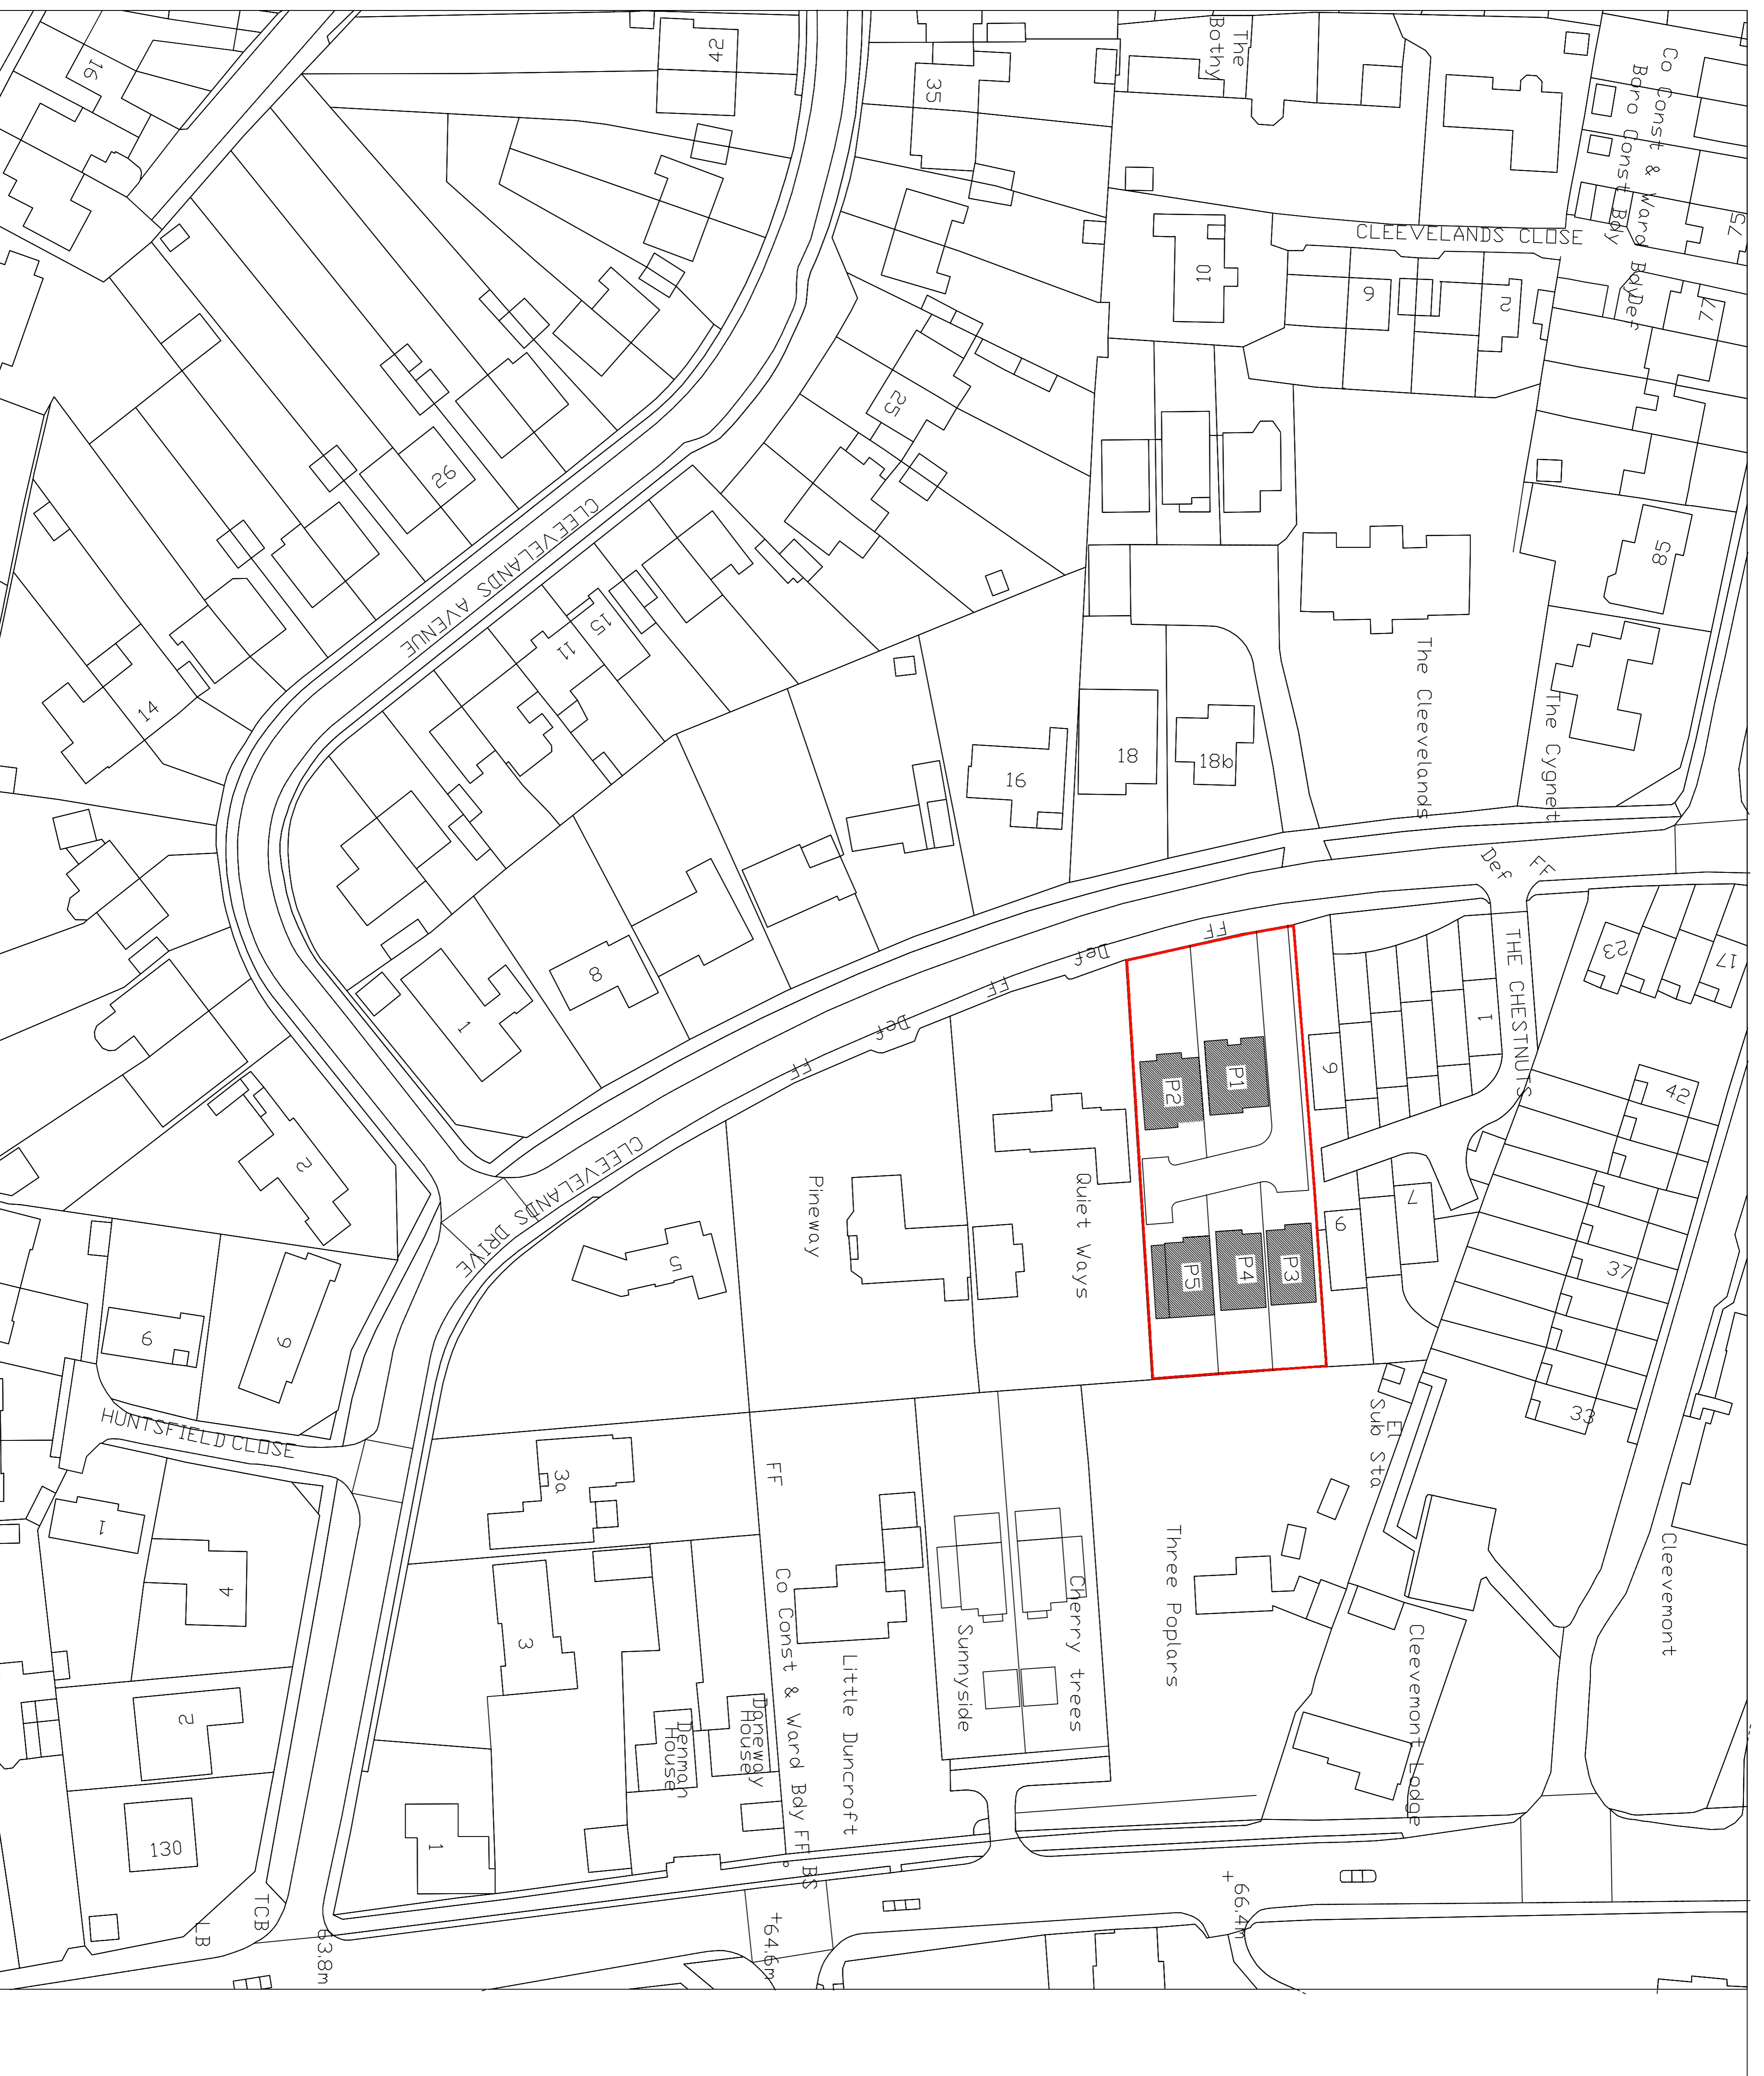 16
42
35
The
Bothy
Co Const & Ward Bdy
Boro Const Bdy
Def
75
77
CLEEVELANDS CLOSE
10
6
2
25
26
58
CLEEVELANDS AVENUE
15
11
14
The Cleevelands
The Cygnet
16
18
18b
Def
FF
23
17
THE CHESTNUTS
1
6
FF
Def
FF
Def
FF
8
1
P1
P2
P3
P4
P5
9
7
42
37
33
Quiet Ways
Pineway
5
CLEEVELANDS DRIVE
2
9
6
HUNTSFIELD CLOSE
El
Sub Sta
Cleevemont
3a
FF
1
4
3
2
130
Co Const & Ward Bdy
FF
BS
Little Duncroft
Sunnyside
Cherry trees
Three Poplars
Cleevemont Lodge
Daneway
House
Denman
House
1
TCB
LB
63.8m
+64.6m
+66.4m